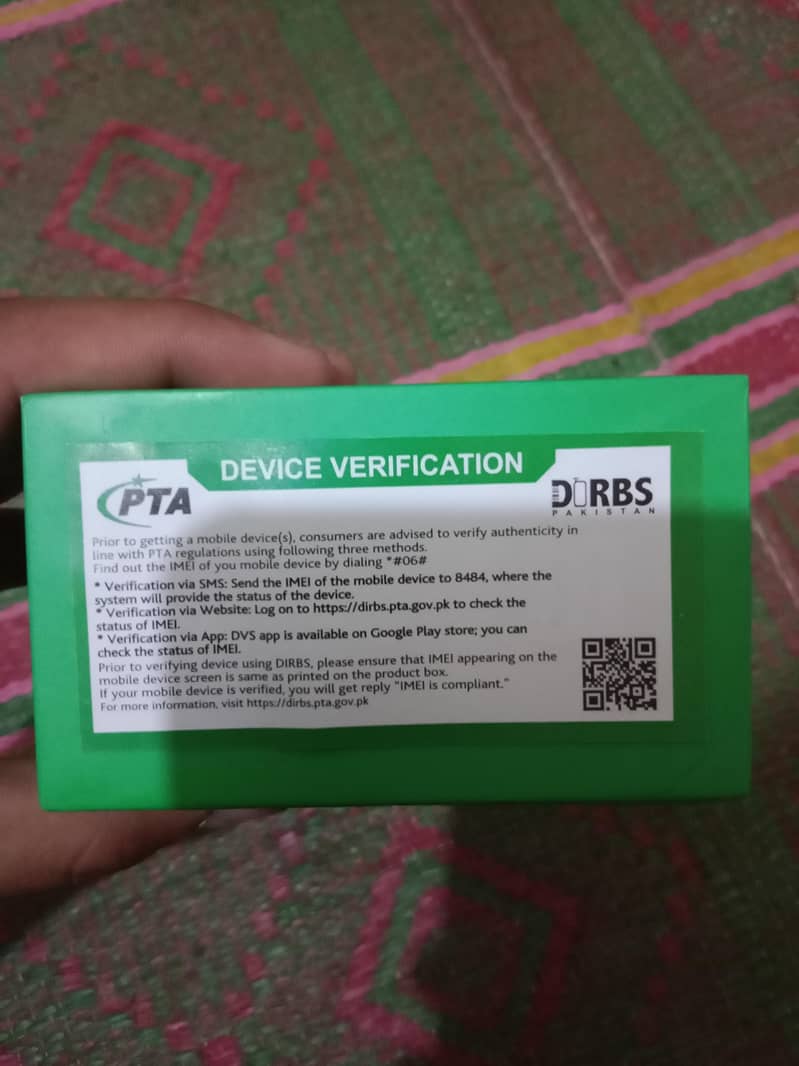 DEVICE VERIFICATION
PTA
DIRBS
PAKISTAN
Prior to getting a mobile device(s), consumers are advised to verify authenticity in
line with PTA regulations using following three methods.
Find out the IMEI of you mobile device by dialing *#06#
* Verification via SMS: Send the IMEI of the mobile device to 8484, where the
system will provide the status of the device.
* Verification via Website: Log on to https://dirbs.pta.gov.pk to check the
status of IMEI.
* Verification via App: DVS app is available on Google Play store; you can
check the status of IMEI.
Prior to verifying device using DIRBS, please ensure that IMEI appearing on the
mobile device screen is same as printed on the product box.
If your mobile device is verified, you will get reply "IMEI is compliant."
For more information, visit https://dirbs.pta.gov.pk